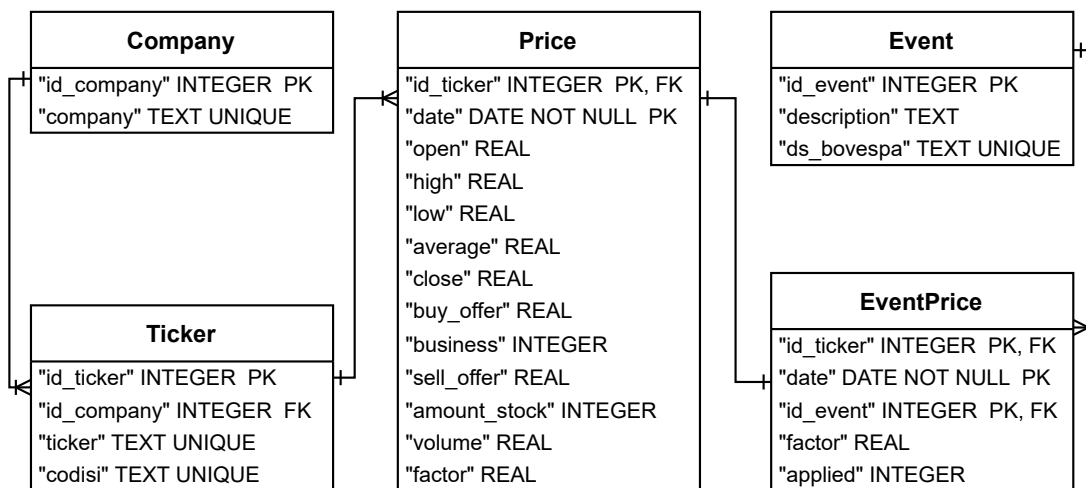 Company
"id_company" INTEGER  PK
"company" TEXT UNIQUE
Ticker
"id_ticker" INTEGER  PK
"id_company" INTEGER  FK
"ticker" TEXT UNIQUE
"codisi" TEXT UNIQUE
Price
"id_ticker" INTEGER  PK, FK
"date" DATE NOT NULL  PK
"open" REAL
"high" REAL
"low" REAL
"average" REAL
"close" REAL
"buy_offer" REAL
"business" INTEGER
"sell_offer" REAL
"amount_stock" INTEGER
"volume" REAL
"factor" REAL
Event
"id_event" INTEGER  PK
"description" TEXT
"ds_bovespa" TEXT UNIQUE
EventPrice
"id_ticker" INTEGER  PK, FK
"date" DATE NOT NULL  PK
"id_event" INTEGER  PK, FK
"factor" REAL
"applied" INTEGER